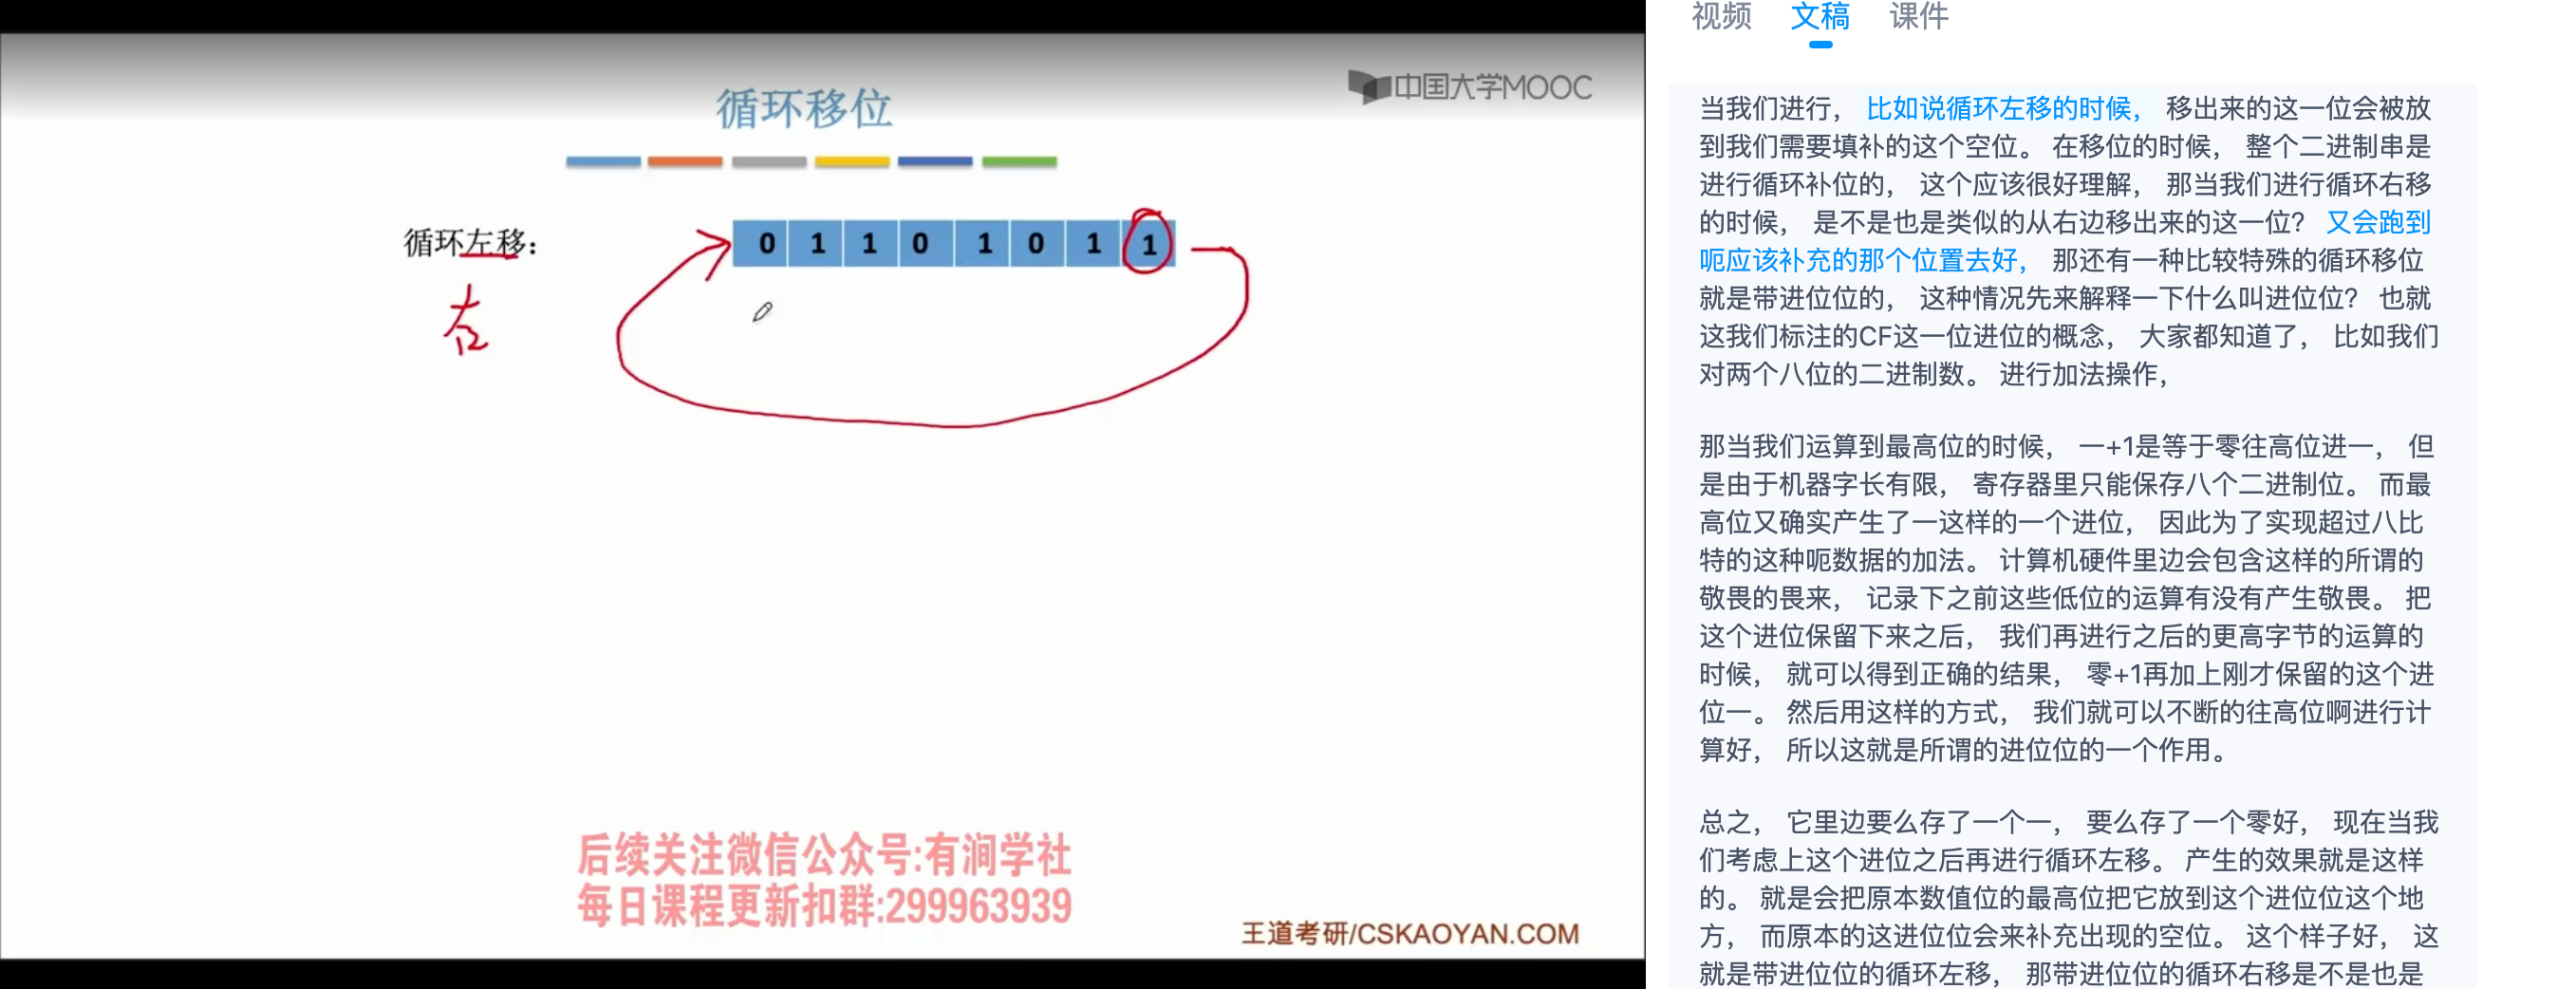 循环移位
中国大学MOOC
循环左移:
0 1 1 0 1 0 1 1
右
后续关注微信公众号:有涧学社
每日课程更新扣群:299963939
王道考研/CSKAOYAN.COM
视频 文稿 课件
当我们进行， 比如说循环左移的时候， 移出来的这一位会被放
到我们需要填补的这个空位。 在移位的时候， 整个二进制串是
进行循环补位的， 这个应该很好理解， 那当我们进行循环右移
的时候， 是不是也是类似的从右边移出来的这一位? 又会跑到
呃应该补充的那个位置去好， 那还有一种比较特殊的循环移位
就是带进位位的， 这种情况先来解释一下什么叫进位位? 也就
这我们标注的CF这一位进位的概念， 大家都知道了， 比如我们
对两个八位的二进制数。 进行加法操作，
那当我们运算到最高位的时候， 一+1是等于零往高位进一， 但
是由于机器字长有限， 寄存器里只能保存八个二进制位。 而最
高位又确实产生了一这样的一个进位， 因此为了实现超过八比
特的这种呃数据的加法。 计算机硬件里边会包含这样的所谓的
敬畏的畏来， 记录下之前这些低位的运算有没有产生敬畏。 把
这个进位保留下来之后， 我们再进行之后的更高字节的运算的
时候， 就可以得到正确的结果， 零+1再加上刚才保留的这个进
位一。 然后用这样的方式， 我们就可以不断的往高位啊进行计
算好， 所以这就是所谓的进位位的一个作用。
总之， 它里边要么存了一个一， 要么存了一个零好， 现在当我
们考虑上这个进位之后再进行循环左移。 产生的效果就是这样
的。 就是会把原本数值位的最高位把它放到这个进位位这个地
方， 而原本的这进位位会来补充出现的空位。 这个样子好， 这
就是带进位位的循环左移， 那带进位位的循环右移是不是也是